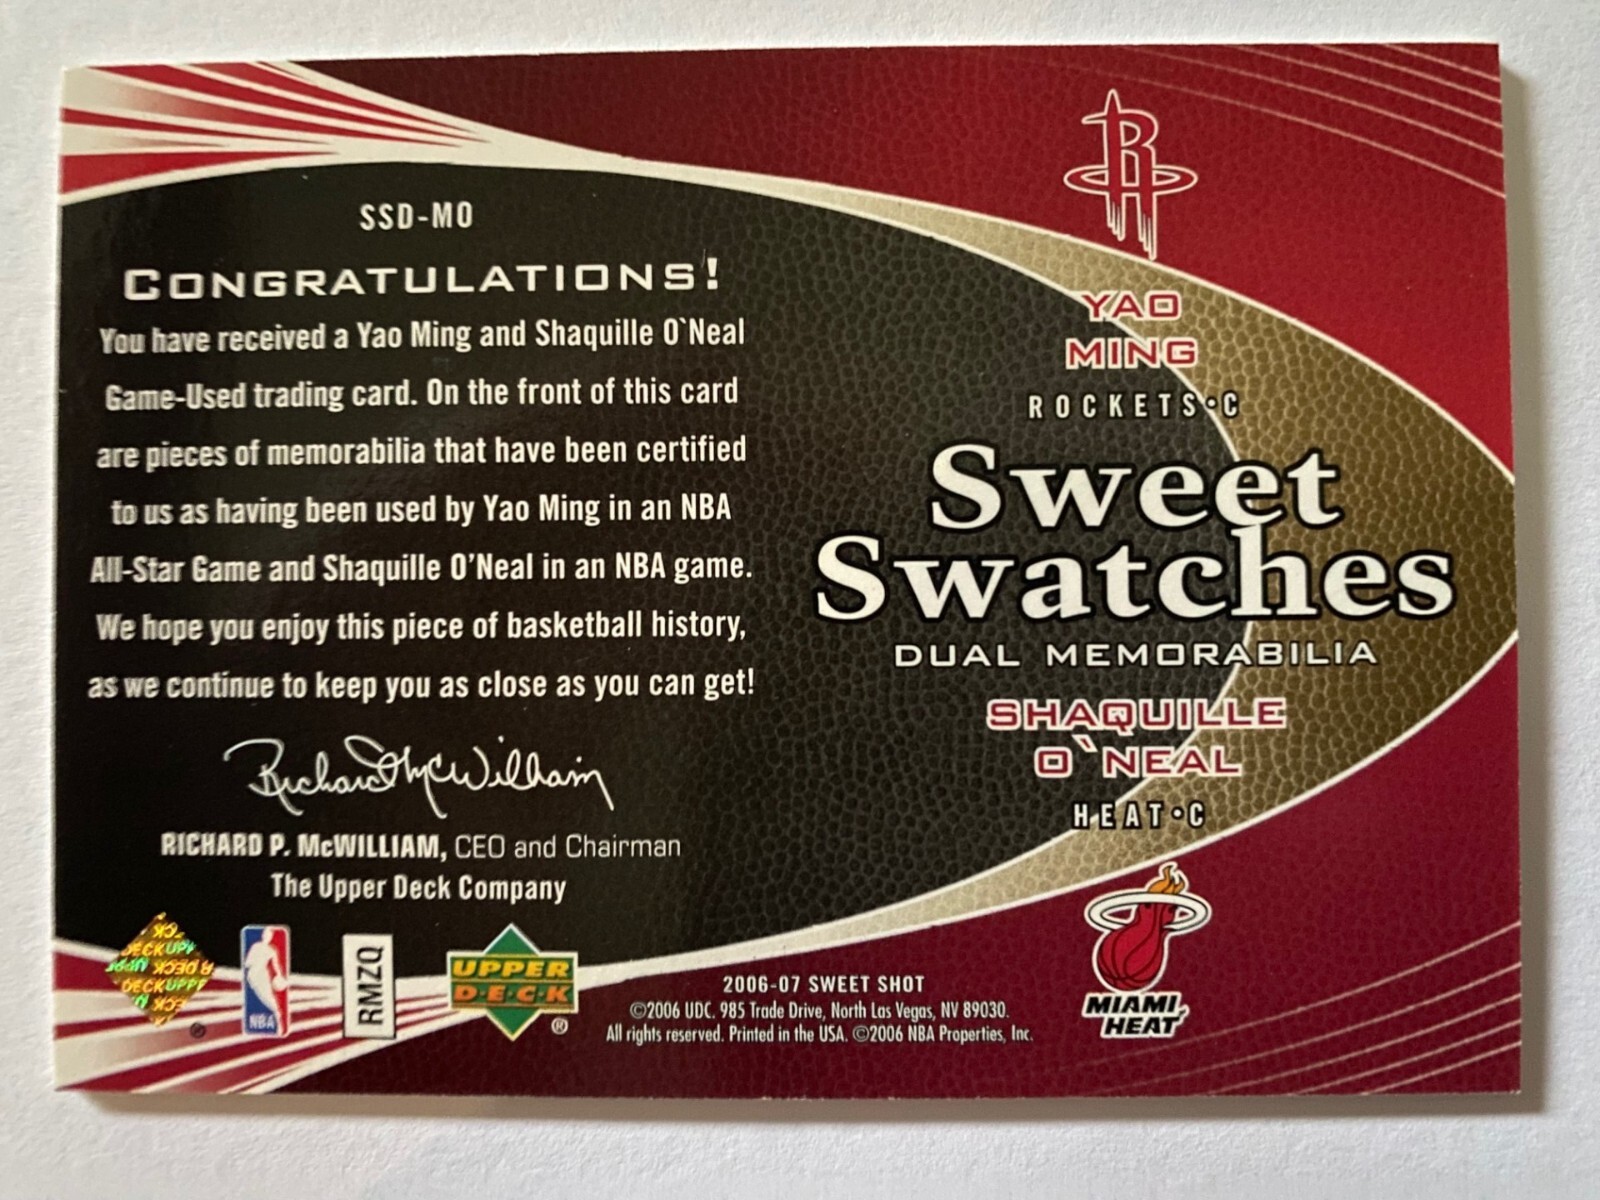 SSD-MO
CONGRATULATIONS!
You have received a Yao Ming and Shaquille O`Neal
Game-Used trading card. On the front of this card
are pieces of memorabilia that have been certified
to us as having been used by Yao Ming in an NBA
All-Star Game and Shaquille O'Neal in an NBA game.
We hope you enjoy this piece of basketball history,
as we continue to keep you as close as you can get!
Richard P. McWilliam
RICHARD P. McWILLIAM, CEO and Chairman
The Upper Deck Company
NBA
RMZQ
UPPER
D·E·C·K
®
2006-07 SWEET SHOT
©2006 UDC. 985 Trade Drive, North Las Vegas, NV 89030.
All rights reserved. Printed in the USA. ©2006 NBA Properties, Inc.
R
YAO
MING
ROCKETS•C
Sweet
Swatches
DUAL MEMORABILIA
SHAQUILLE
O`NEAL
HEAT•C
MIAMI
HEAT